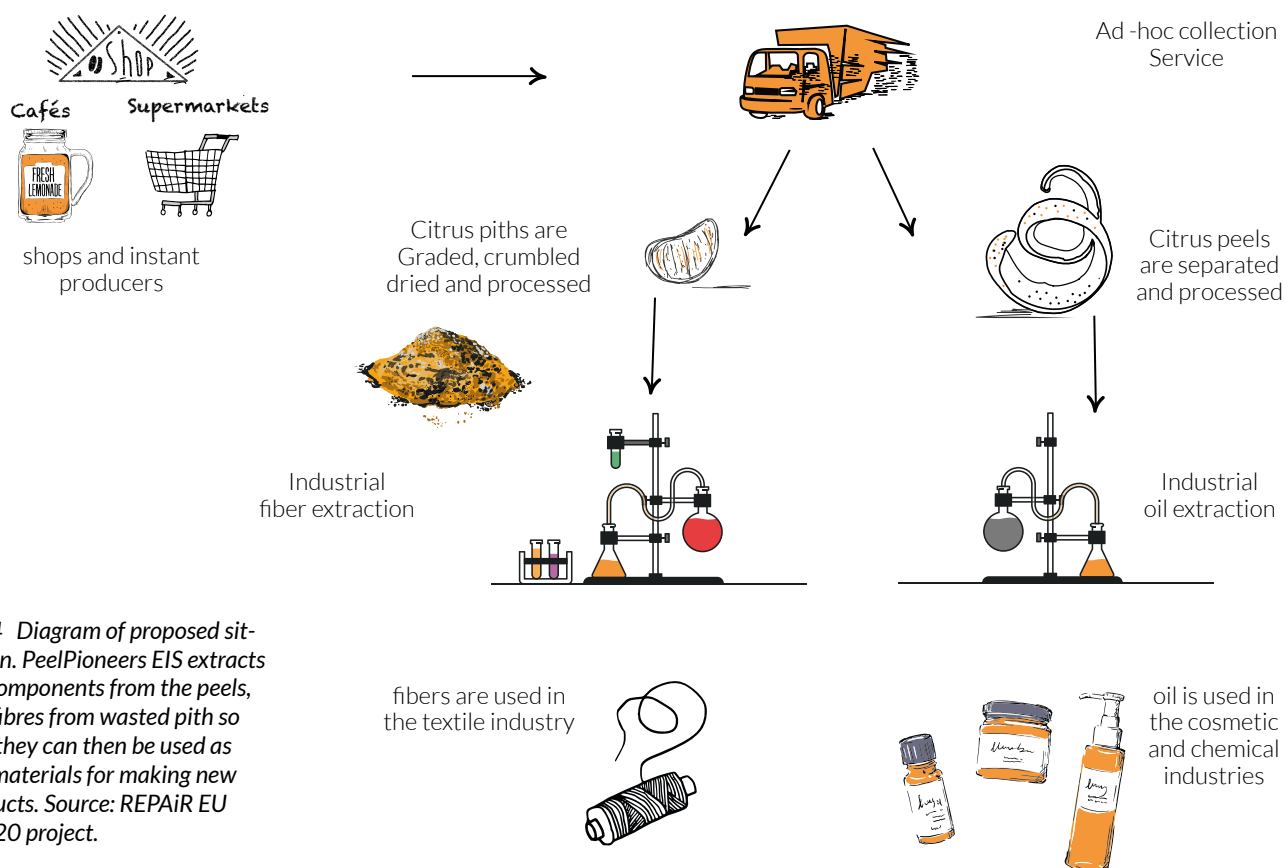 Shop
Cafés
Supermarkets
FRESH
LEMONADE
shops and instant
producers
Ad -hoc collection
Service
Citrus piths are
Graded, crumbled
dried and processed
Citrus peels
are separated
and processed
Industrial
fiber extraction
Industrial
oil extraction
Diagram of proposed sit-
n. PeelPioneers EIS extracts
omponents from the peels,
ibres from wasted pith so
they can then be used as
materials for making new
ucts. Source: REPAiR EU
20 project.
fibers are used in
the textile industry
oil is used in
the cosmetic
and chemical
industries